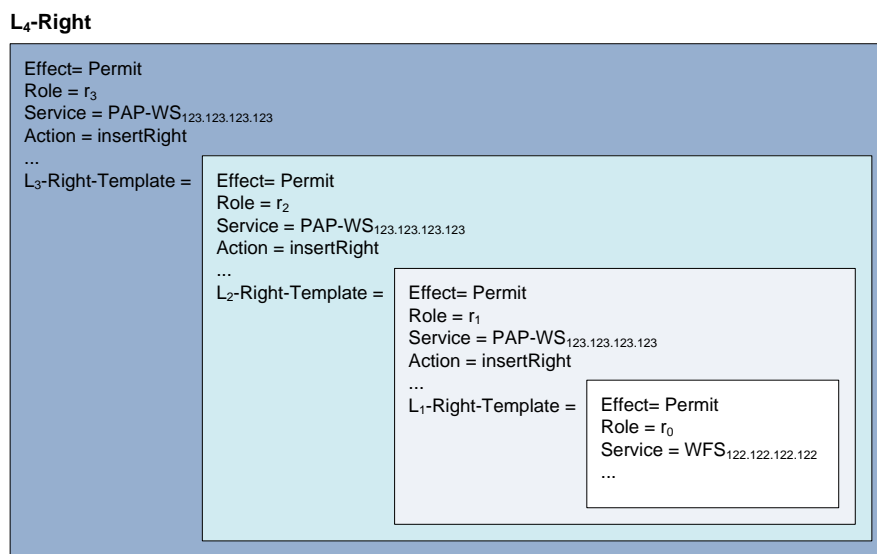 L₄-Right
Effect= Permit
Role = r₃
Service = PAP-WS₁₂₃.₁₂₃.₁₂₃.₁₂₃
Action = insertRight
...
L₃-Right-Template =
Effect= Permit
Role = r₂
Service = PAP-WS₁₂₃.₁₂₃.₁₂₃.₁₂₃
Action = insertRight
...
L₂-Right-Template =
Effect= Permit
Role = r₁
Service = PAP-WS₁₂₃.₁₂₃.₁₂₃.₁₂₃
Action = insertRight
...
L₁-Right-Template =
Effect= Permit
Role = r₀
Service = WFS₁₂₂.₁₂₂.₁₂₂.₁₂₂
...